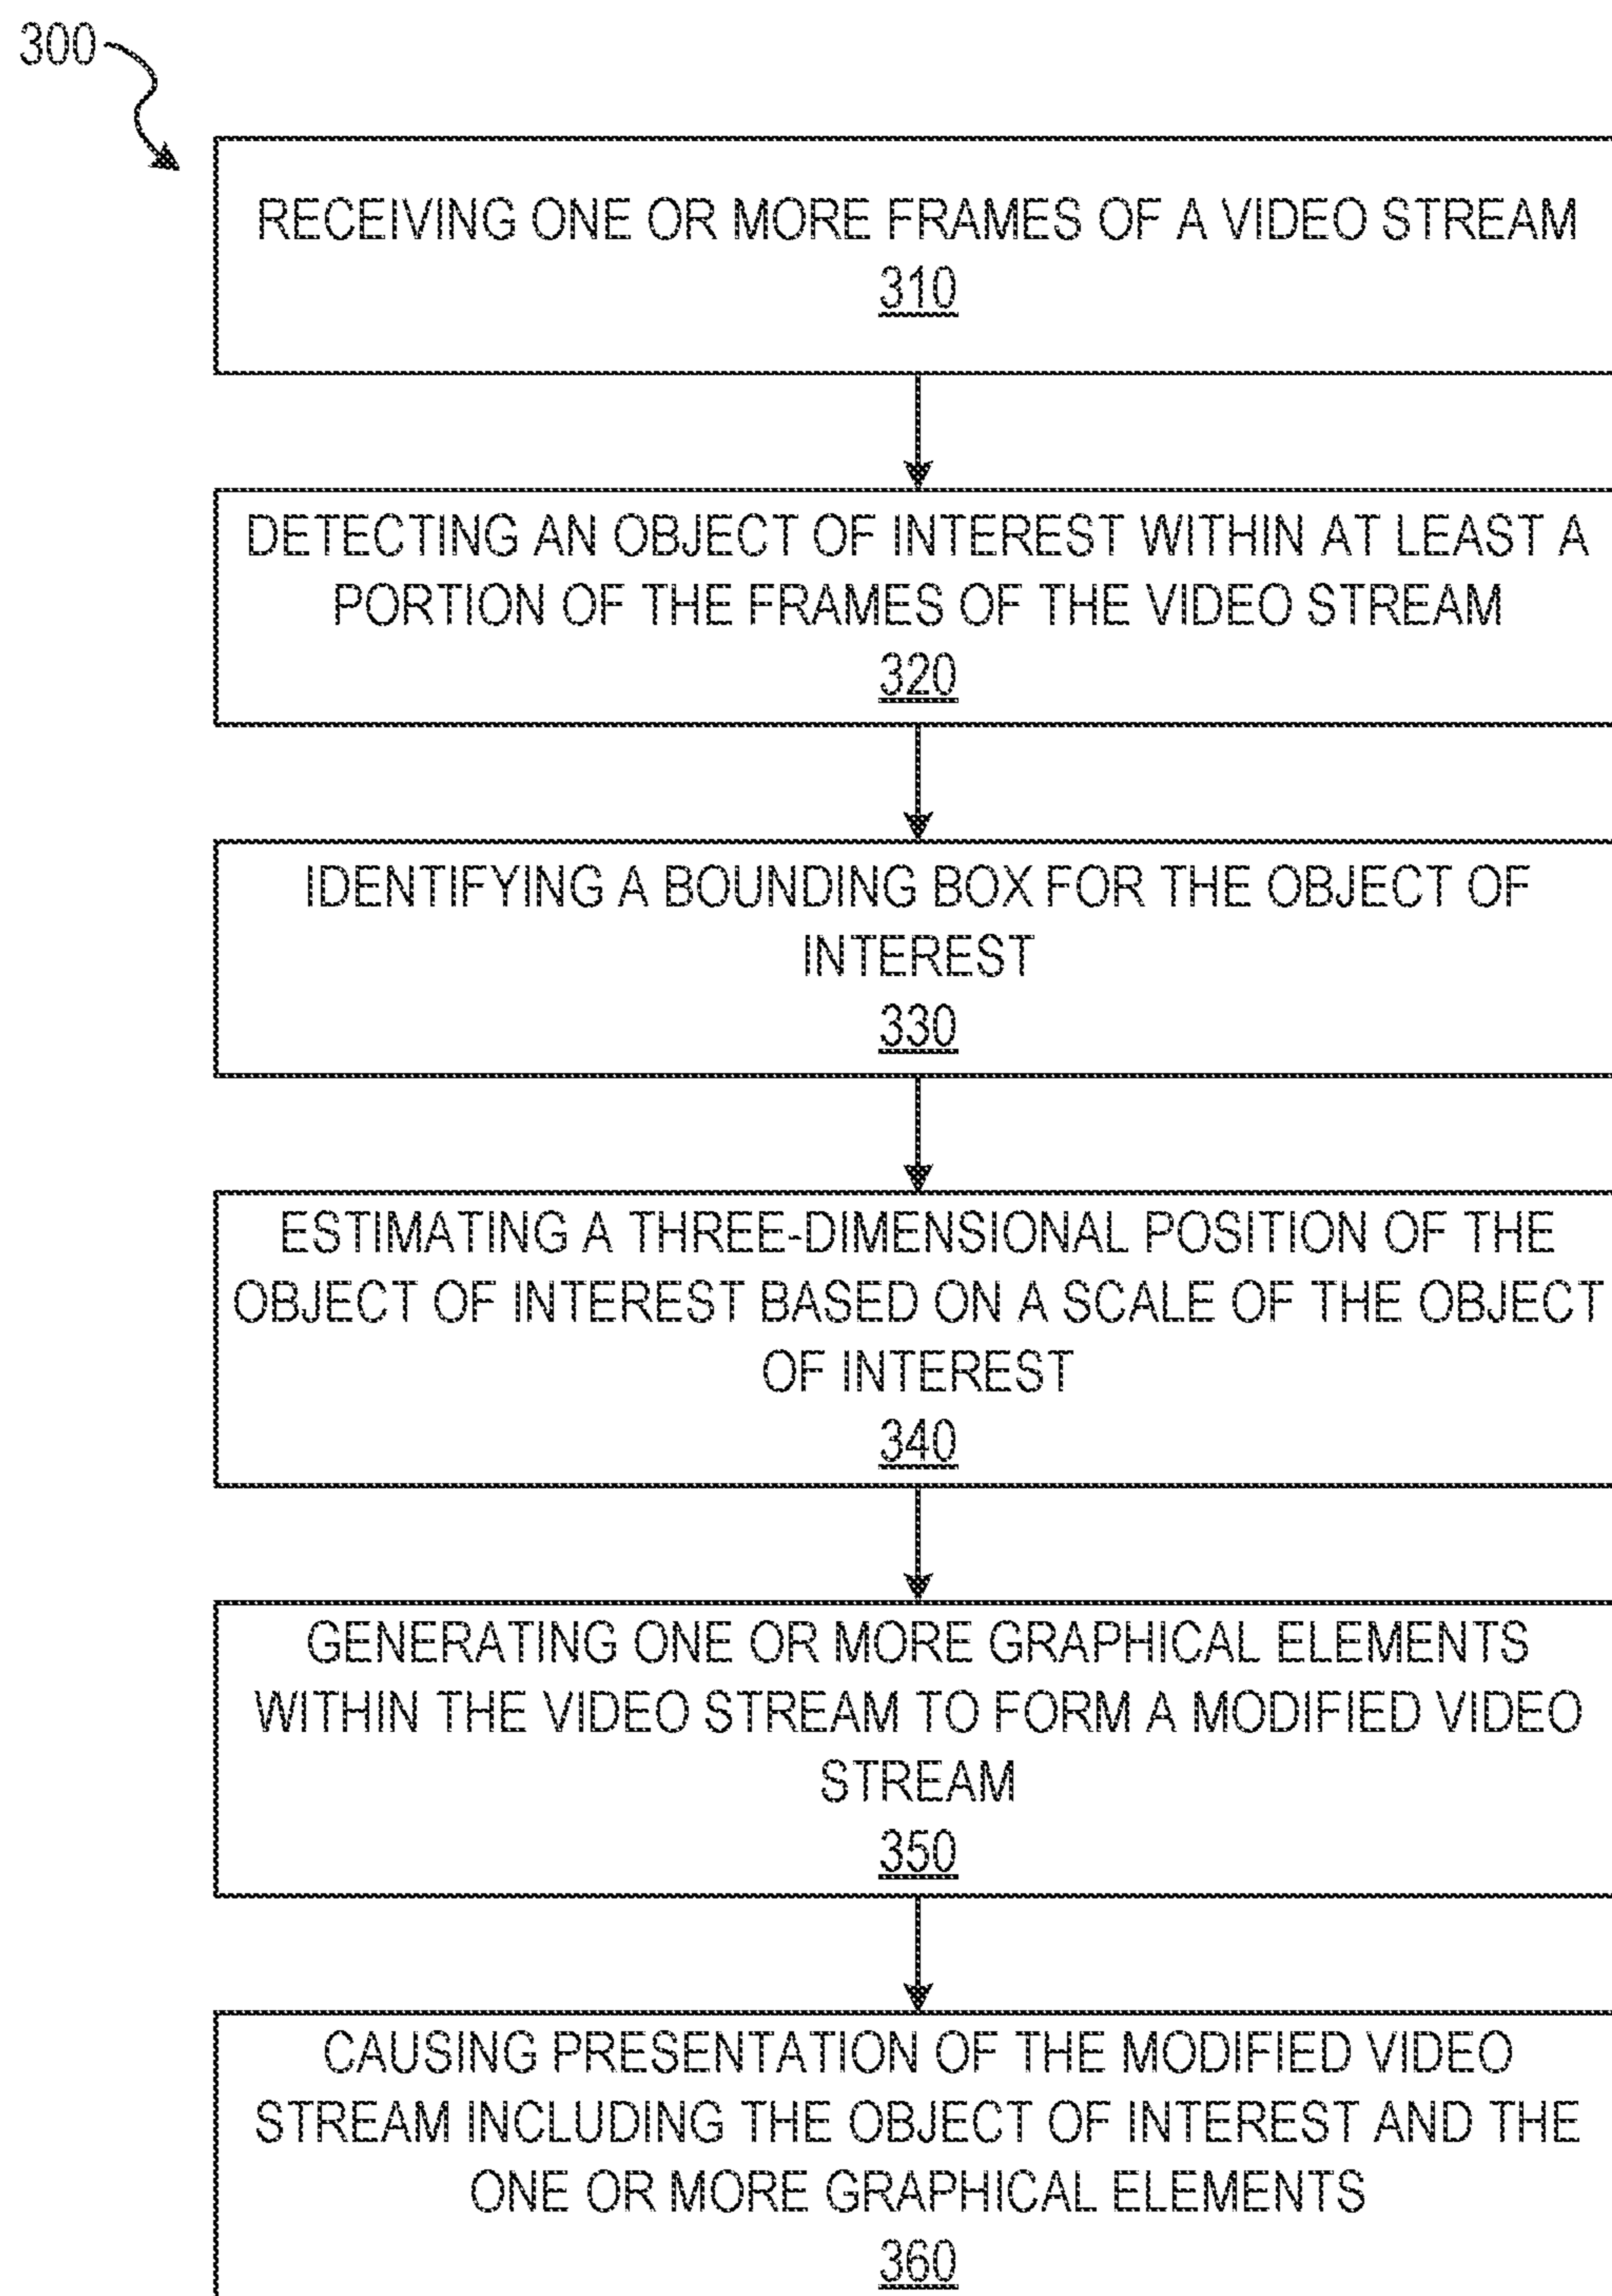 300
RECEIVING ONE OR MORE FRAMES OF A VIDEO STREAM
310
DETECTING AN OBJECT OF INTEREST WITHIN AT LEAST A
PORTION OF THE FRAMES OF THE VIDEO STREAM
320
IDENTIFYING A BOUNDING BOX FOR THE OBJECT OF
INTEREST
330
ESTIMATING A THREE-DIMENSIONAL POSITION OF THE
OBJECT OF INTEREST BASED ON A SCALE OF THE OBJECT
OF INTEREST
340
GENERATING ONE OR MORE GRAPHICAL ELEMENTS
WITHIN THE VIDEO STREAM TO FORM A MODIFIED VIDEO
STREAM
350
CAUSING PRESENTATION OF THE MODIFIED VIDEO
STREAM INCLUDING THE OBJECT OF INTEREST AND THE
ONE OR MORE GRAPHICAL ELEMENTS
360